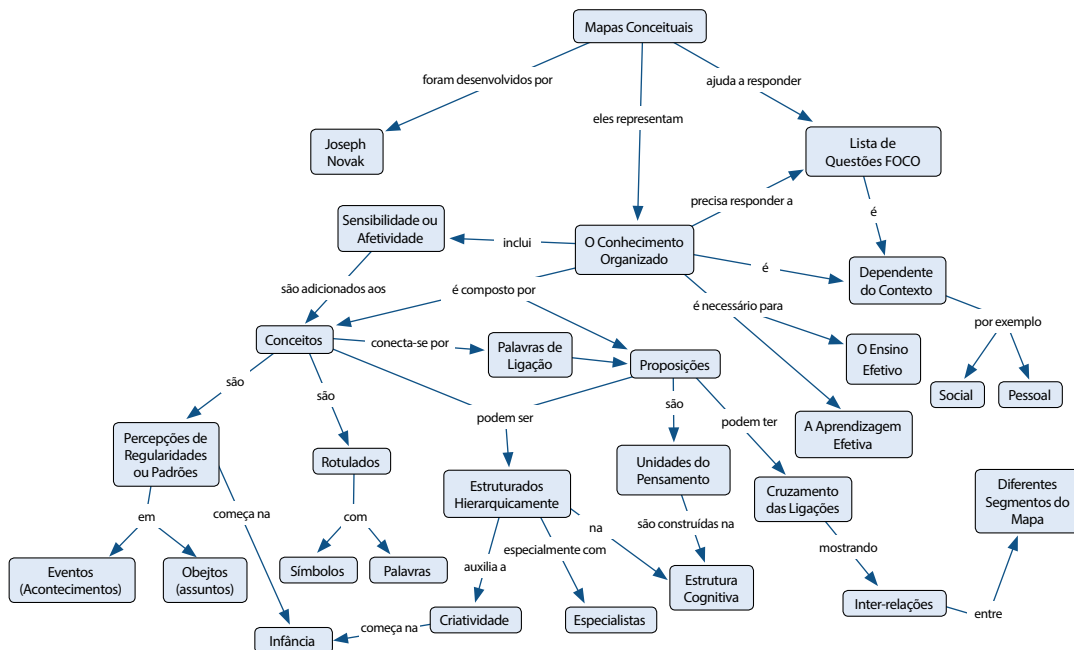 Mapas Conceituais
foram desenvolvidos por
ajuda a responder
eles representam
Joseph
Novak
Lista de
Questões FOCO
precisa responder a
é
Sensibilidade ou
Afetividade
inclui
O Conhecimento
Organizado
é
Dependente
do Contexto
são adicionados aos
é composto por
é necessário para
por exemplo
Conceitos
conecta-se por
Palavras de
Ligação
Proposições
O Ensino
Efetivo
Social
Pessoal
são
são
podem ser
são
podem ter
A Aprendizagem
Efetiva
Percepções de
Regularidades
ou Padrões
Rotulados
Estruturados
Hierarquicamente
Unidades do
Pensamento
Cruzamento
das Ligações
Diferentes
Segmentos do
Mapa
em
começa na
com
auxilia a
especialmente com
na
são construídas na
mostrando
Eventos
(Acontecimentos)
Obejtos
(assuntos)
Símbolos
Palavras
Estrutura
Cognitiva
Inter-relações
entre
Infância
começa na
Criatividade
Especialistas